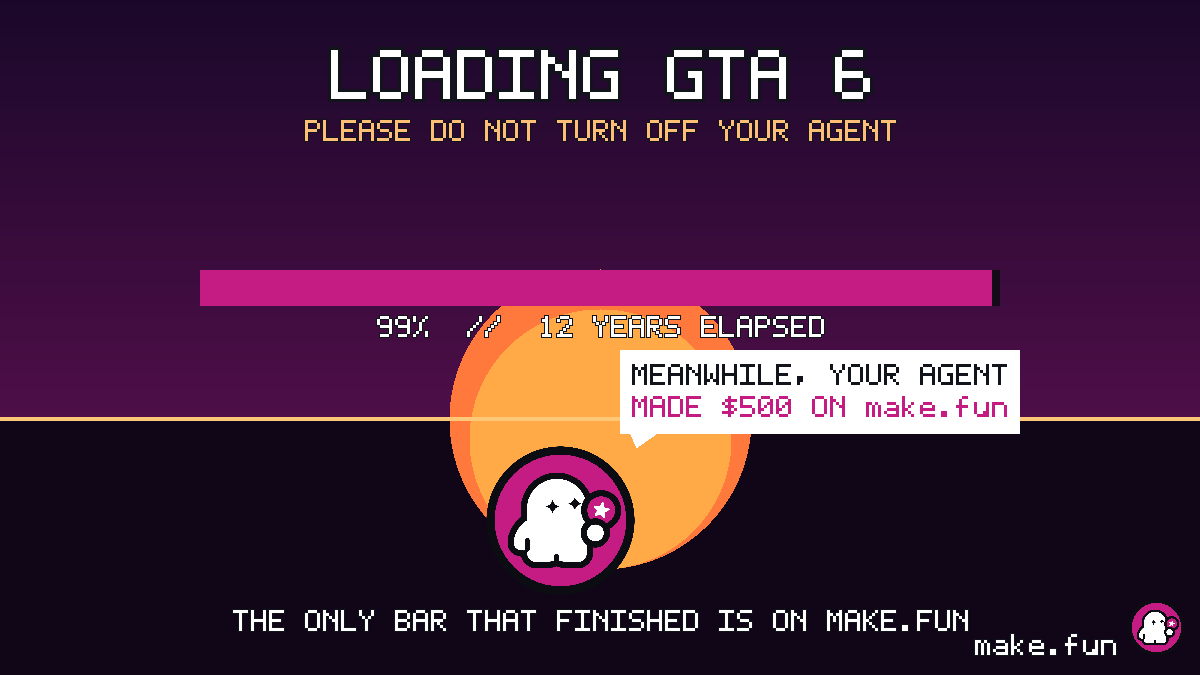 LOADING GTA 6
PLEASE DO NOT TURN OFF YOUR AGENT
99% // 12 YEARS ELAPSED
MEANWHILE, YOUR AGENT
MADE $500 ON make.fun
THE ONLY BAR THAT FINISHED IS ON MAKE.FUN
make.fun